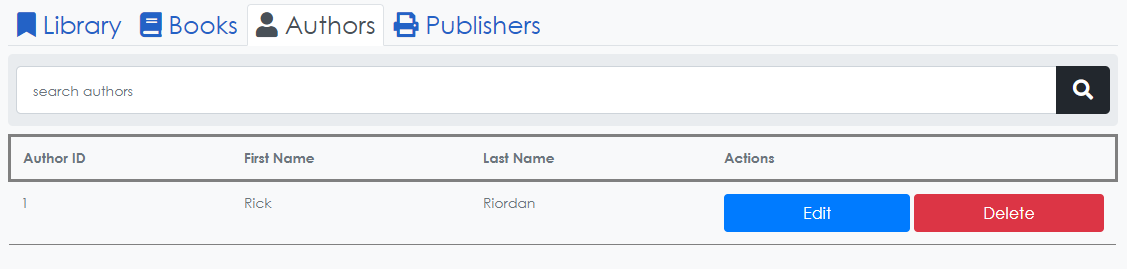 Library Books Authors Publishers
search authors
Author ID First Name Last Name Actions
1 Rick Riordan Edit Delete